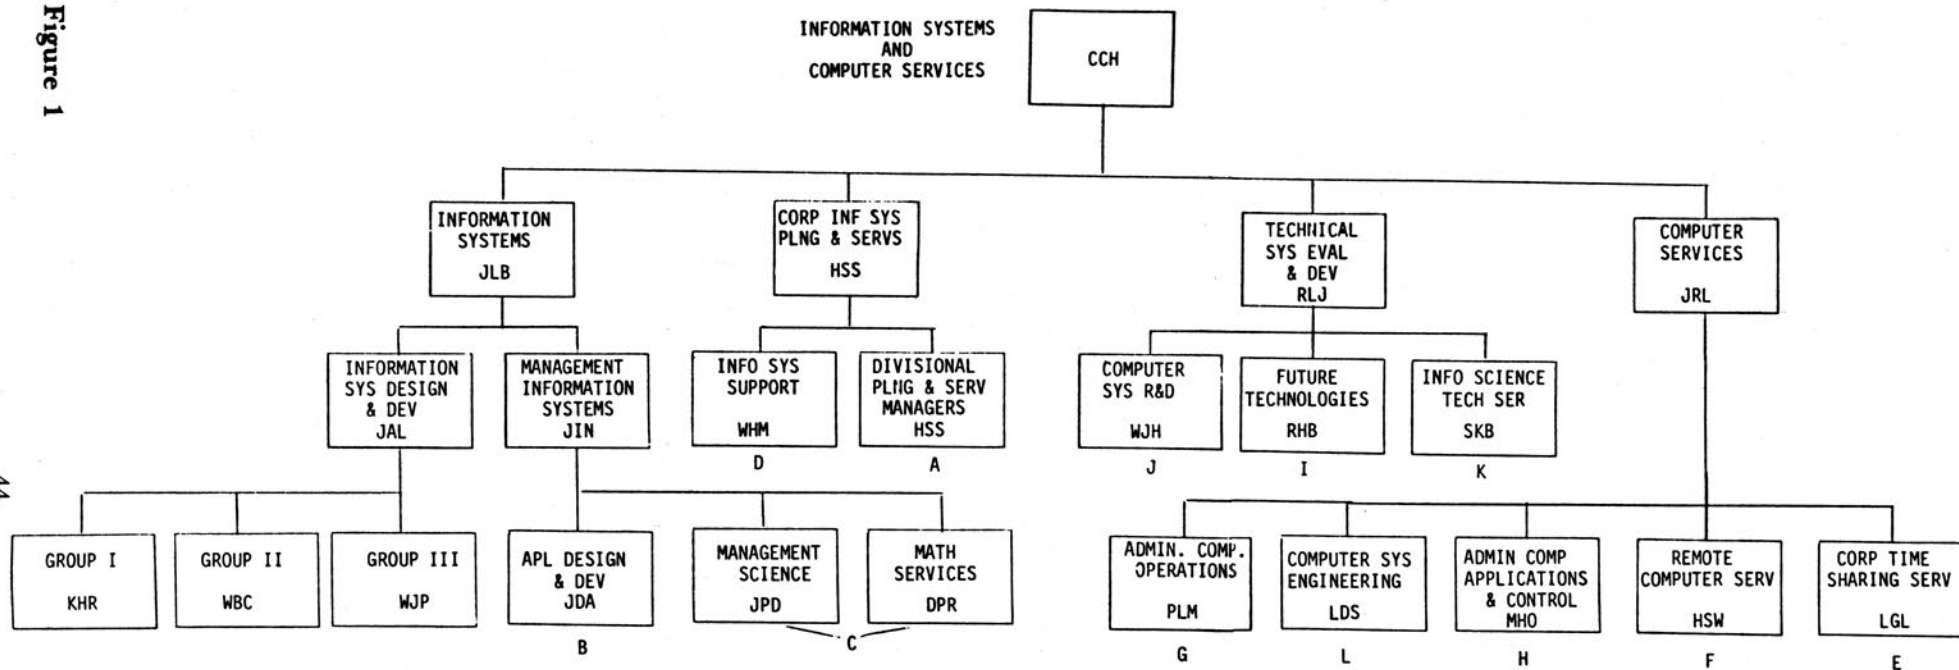 Figure 1
INFORMATION SYSTEMS
AND
COMPUTER SERVICES
CCH
INFORMATION
SYSTEMS
JLB
CORP INF SYS
PLNG & SERVS
HSS
TECHNICAL
SYS EVAL
& DEV
RLJ
COMPUTER
SERVICES
JRL
INFORMATION
SYS DESIGN
& DEV
JAL
MANAGEMENT
INFORMATION
SYSTEMS
JIN
INFO SYS
SUPPORT
WHM
D
DIVISIONAL
PLNG & SERV
MANAGERS
HSS
A
COMPUTER
SYS R&D
WJH
J
FUTURE
TECHNOLOGIES
RHB
I
INFO SCIENCE
TECH SER
SKB
K
GROUP I
KHR
GROUP II
WBC
GROUP III
WJP
APL DESIGN
& DEV
JDA
B
MANAGEMENT
SCIENCE
JPD
MATH
SERVICES
DPR
C
ADMIN. COMP.
OPERATIONS
PLM
G
COMPUTER SYS
ENGINEERING
LDS
L
ADMIN COMP
APPLICATIONS
& CONTROL
MHO
H
REMOTE
COMPUTER SERV
HSW
F
CORP TIME
SHARING SERV
LGL
E